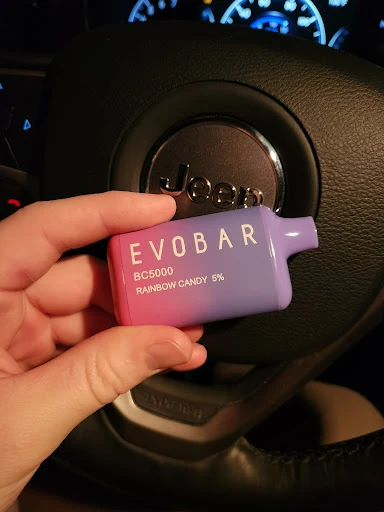 Jeep
EVOBAR
BC5000
RAINBOW CANDY 5%